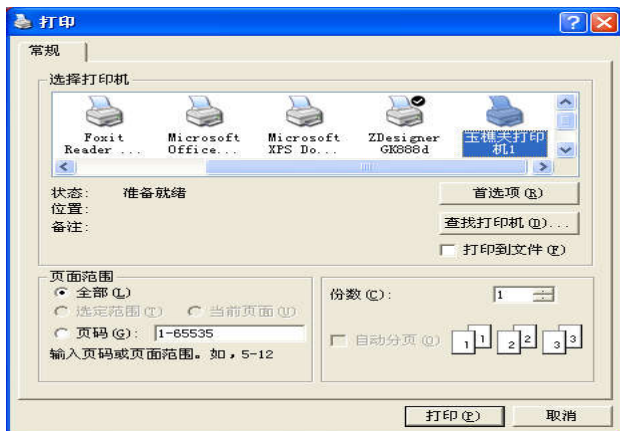 打印
常规
选择打印机
Foxit Reader ...
Microsoft Office...
Microsoft XPS Do...
ZDesigner GK888d
玉樵夫打印机1
状态: 准备就绪
首选项(R)
位置:
查找打印机(D)...
备注:
打印到文件(F)
页面范围
全部(L)
选定范围(T) 当前页面(U)
页码(G): 1-65535
输入页码或页面范围。如，5-12
份数(C): 1
自动分页(O)
1 1 2 2 3 3
打印(P) 取消